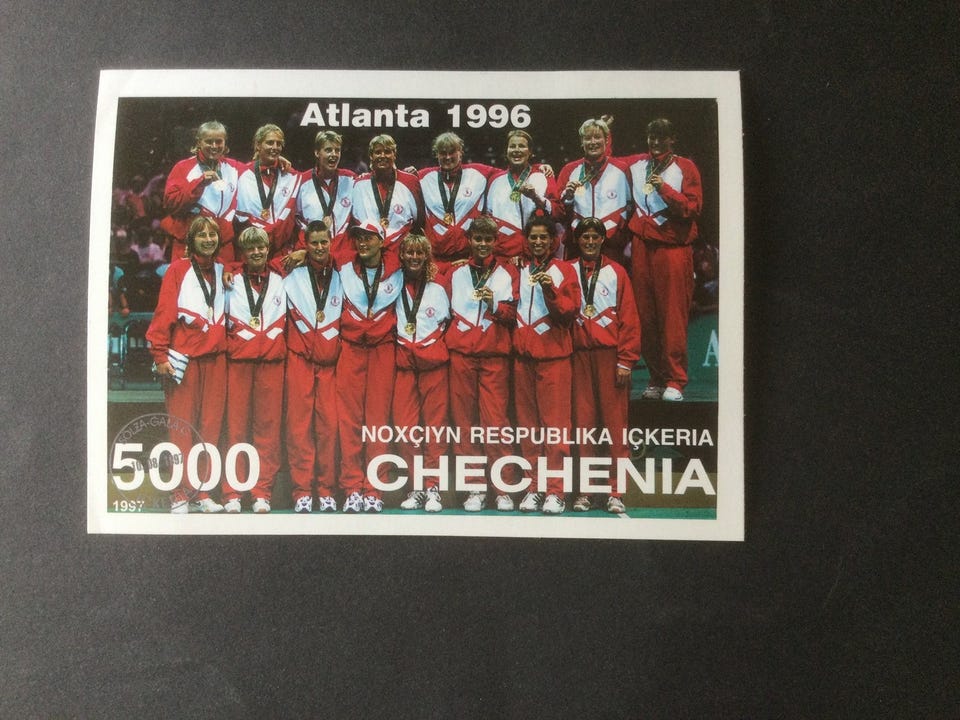 Atlanta 1996
NOXÇIYN RESPUBLIKA IÇKERIA
5000
CHECHENIA
1997
A